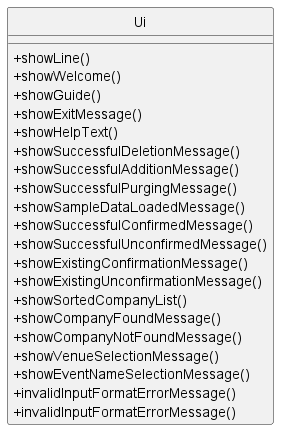 Ui
+showLine()
+showWelcome()
+showGuide()
+showExitMessage()
+showHelpText()
+showSuccessfulDeletionMessage()
+showSuccessfulAdditionMessage()
+showSuccessfulPurgingMessage()
+showSampleDataLoadedMessage()
+showSuccessfulConfirmedMessage()
+showSuccessfulUnconfirmedMessage()
+showExistingConfirmationMessage()
+showExistingUnconfirmationMessage()
+showSortedCompanyList()
+showCompanyFoundMessage()
+showCompanyNotFoundMessage()
+showVenueSelectionMessage()
+showEventNameSelectionMessage()
+invalidInputFormatErrorMessage()
+invalidInputFormatErrorMessage()